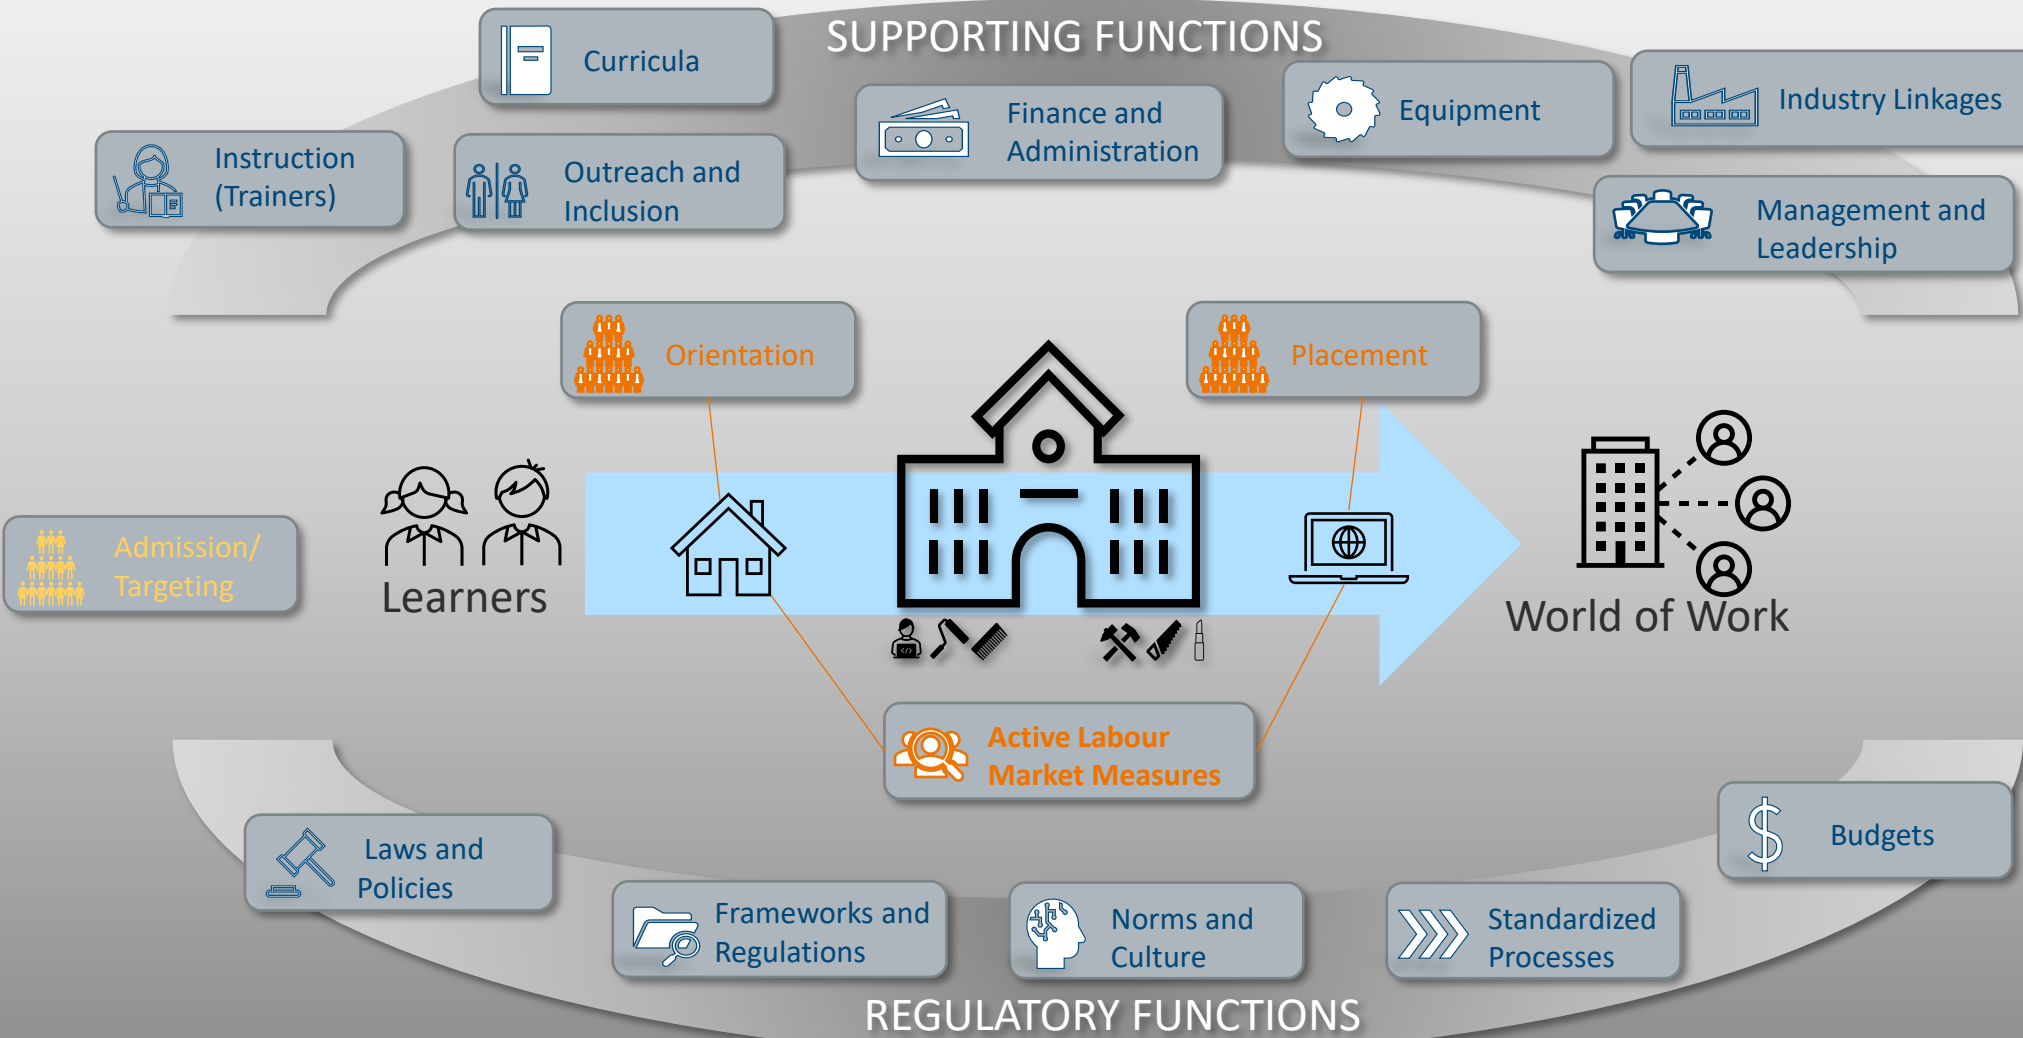 SUPPORTING FUNCTIONS
Curricula
Finance and
Administration
Equipment
Industry Linkages
Instruction
(Trainers)
Outreach and
Inclusion
Management and
Leadership
Orientation
Placement
Admission/
Targeting
Learners
World of Work
Active Labour
Market Measures
Laws and
Policies
Frameworks and
Regulations
Norms and
Culture
Standardized
Processes
Budgets
REGULATORY FUNCTIONS